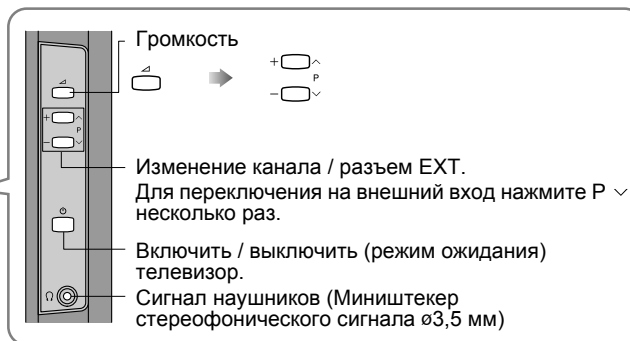 Громкость
+ ∧
P
− ∨
+ ∧
P
− ∨
Изменение канала / разъем EXT.
Для переключения на внешний вход нажмите P ∨
несколько раз.
Включить / выключить (режим ожидания)
телевизор.
Сигнал наушников (Миништекер
стереофонического сигнала ø3,5 мм)